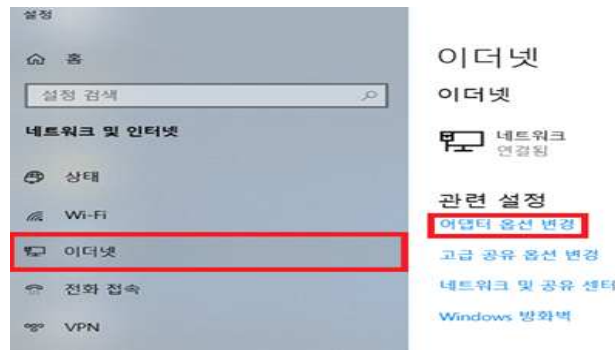 설정
홈
설정 검색
네트워크 및 인터넷
상태
Wi-Fi
이더넷
전화 접속
VPN
이더넷
이더넷
네트워크
연결됨
관련 설정
어댑터 옵션 변경
고급 공유 옵션 변경
네트워크 및 공유 센터
Windows 방화벽